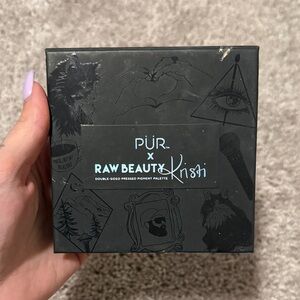 PÜR
x
RAW BEAUTY Kristi
DOUBLE-SIDED PRESSED PIGMENT PALETTE